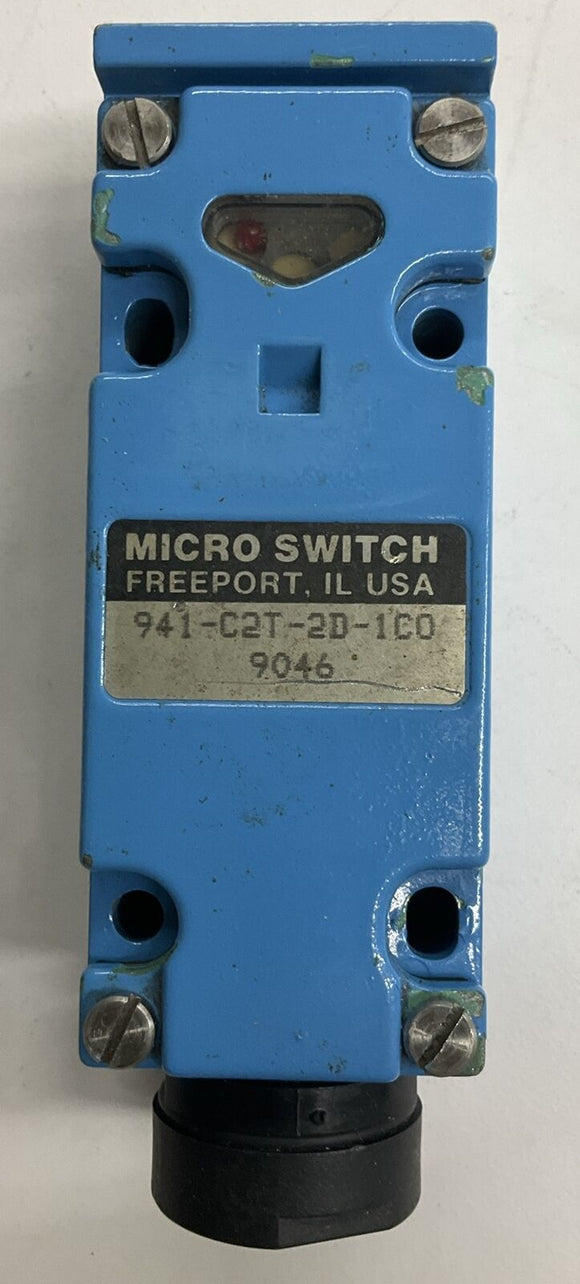 MICRO SWITCH
FREEPORT, IL USA
941-C2T-2D-1C0
9046